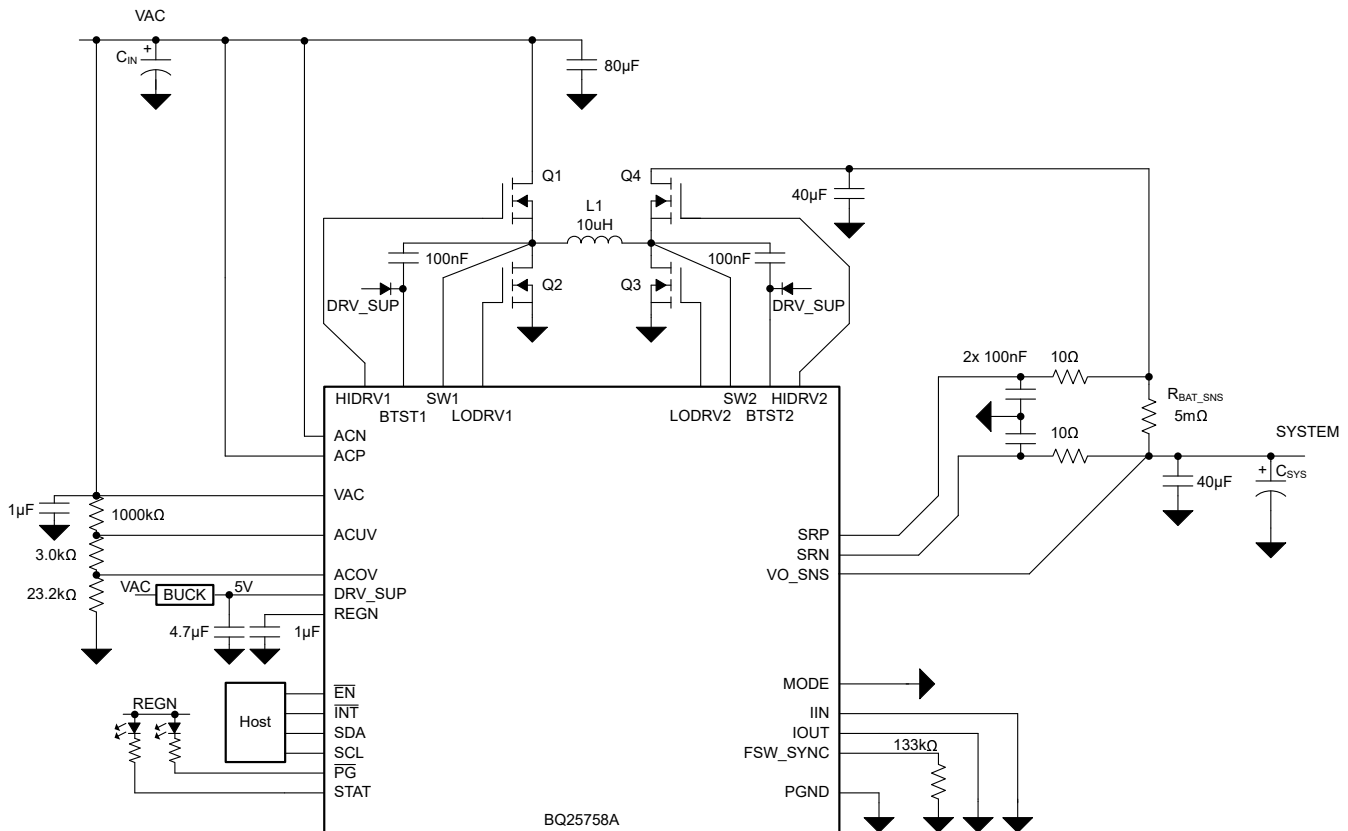 VAC
C_IN
+
80µF
Q1
Q4
40µF
L1
10uH
100nF
100nF
Q2
Q3
DRV_SUP
DRV_SUP
2x 100nF
10Ω
R_BAT_SNS
5mΩ
10Ω
SYSTEM
40µF
+
C_SYS
HIDRV1
BTST1
SW1
LODRV1
LODRV2
SW2
BTST2
HIDRV2
ACN
ACP
VAC
1µF
1000kΩ
ACUV
3.0kΩ
ACOV
23.2kΩ
VAC
BUCK
5V
DRV_SUP
REGN
4.7µF
1µF
SRP
SRN
VO_SNS
REGN
Host
EN
INT
SDA
SCL
PG
STAT
MODE
IIN
IOUT
FSW_SYNC
133kΩ
PGND
BQ25758A